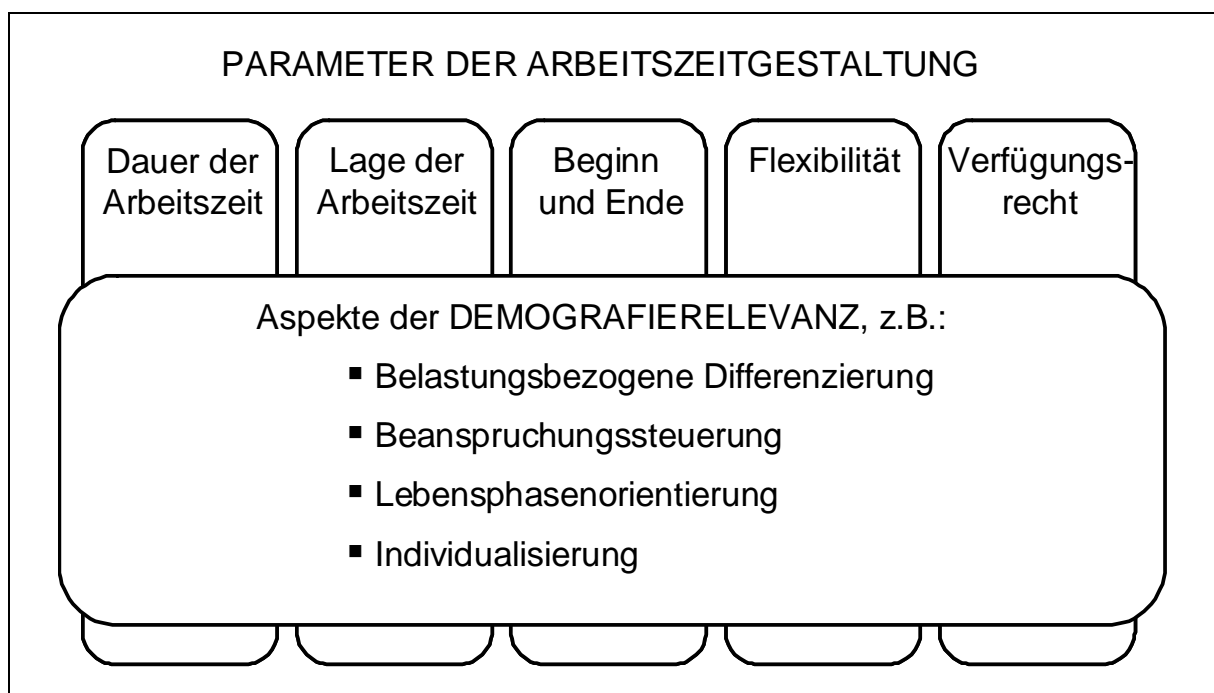 PARAMETER DER ARBEITSZEITGESTALTUNG
Dauer der
Arbeitszeit
Lage der
Arbeitszeit
Beginn
und Ende
Flexibilität
Verfügungs-
recht
Aspekte der DEMOGRAFIERELEVANZ, z.B.:
▪ Belastungsbezogene Differenzierung
▪ Beanspruchungssteuerung
▪ Lebensphasenorientierung
▪ Individualisierung